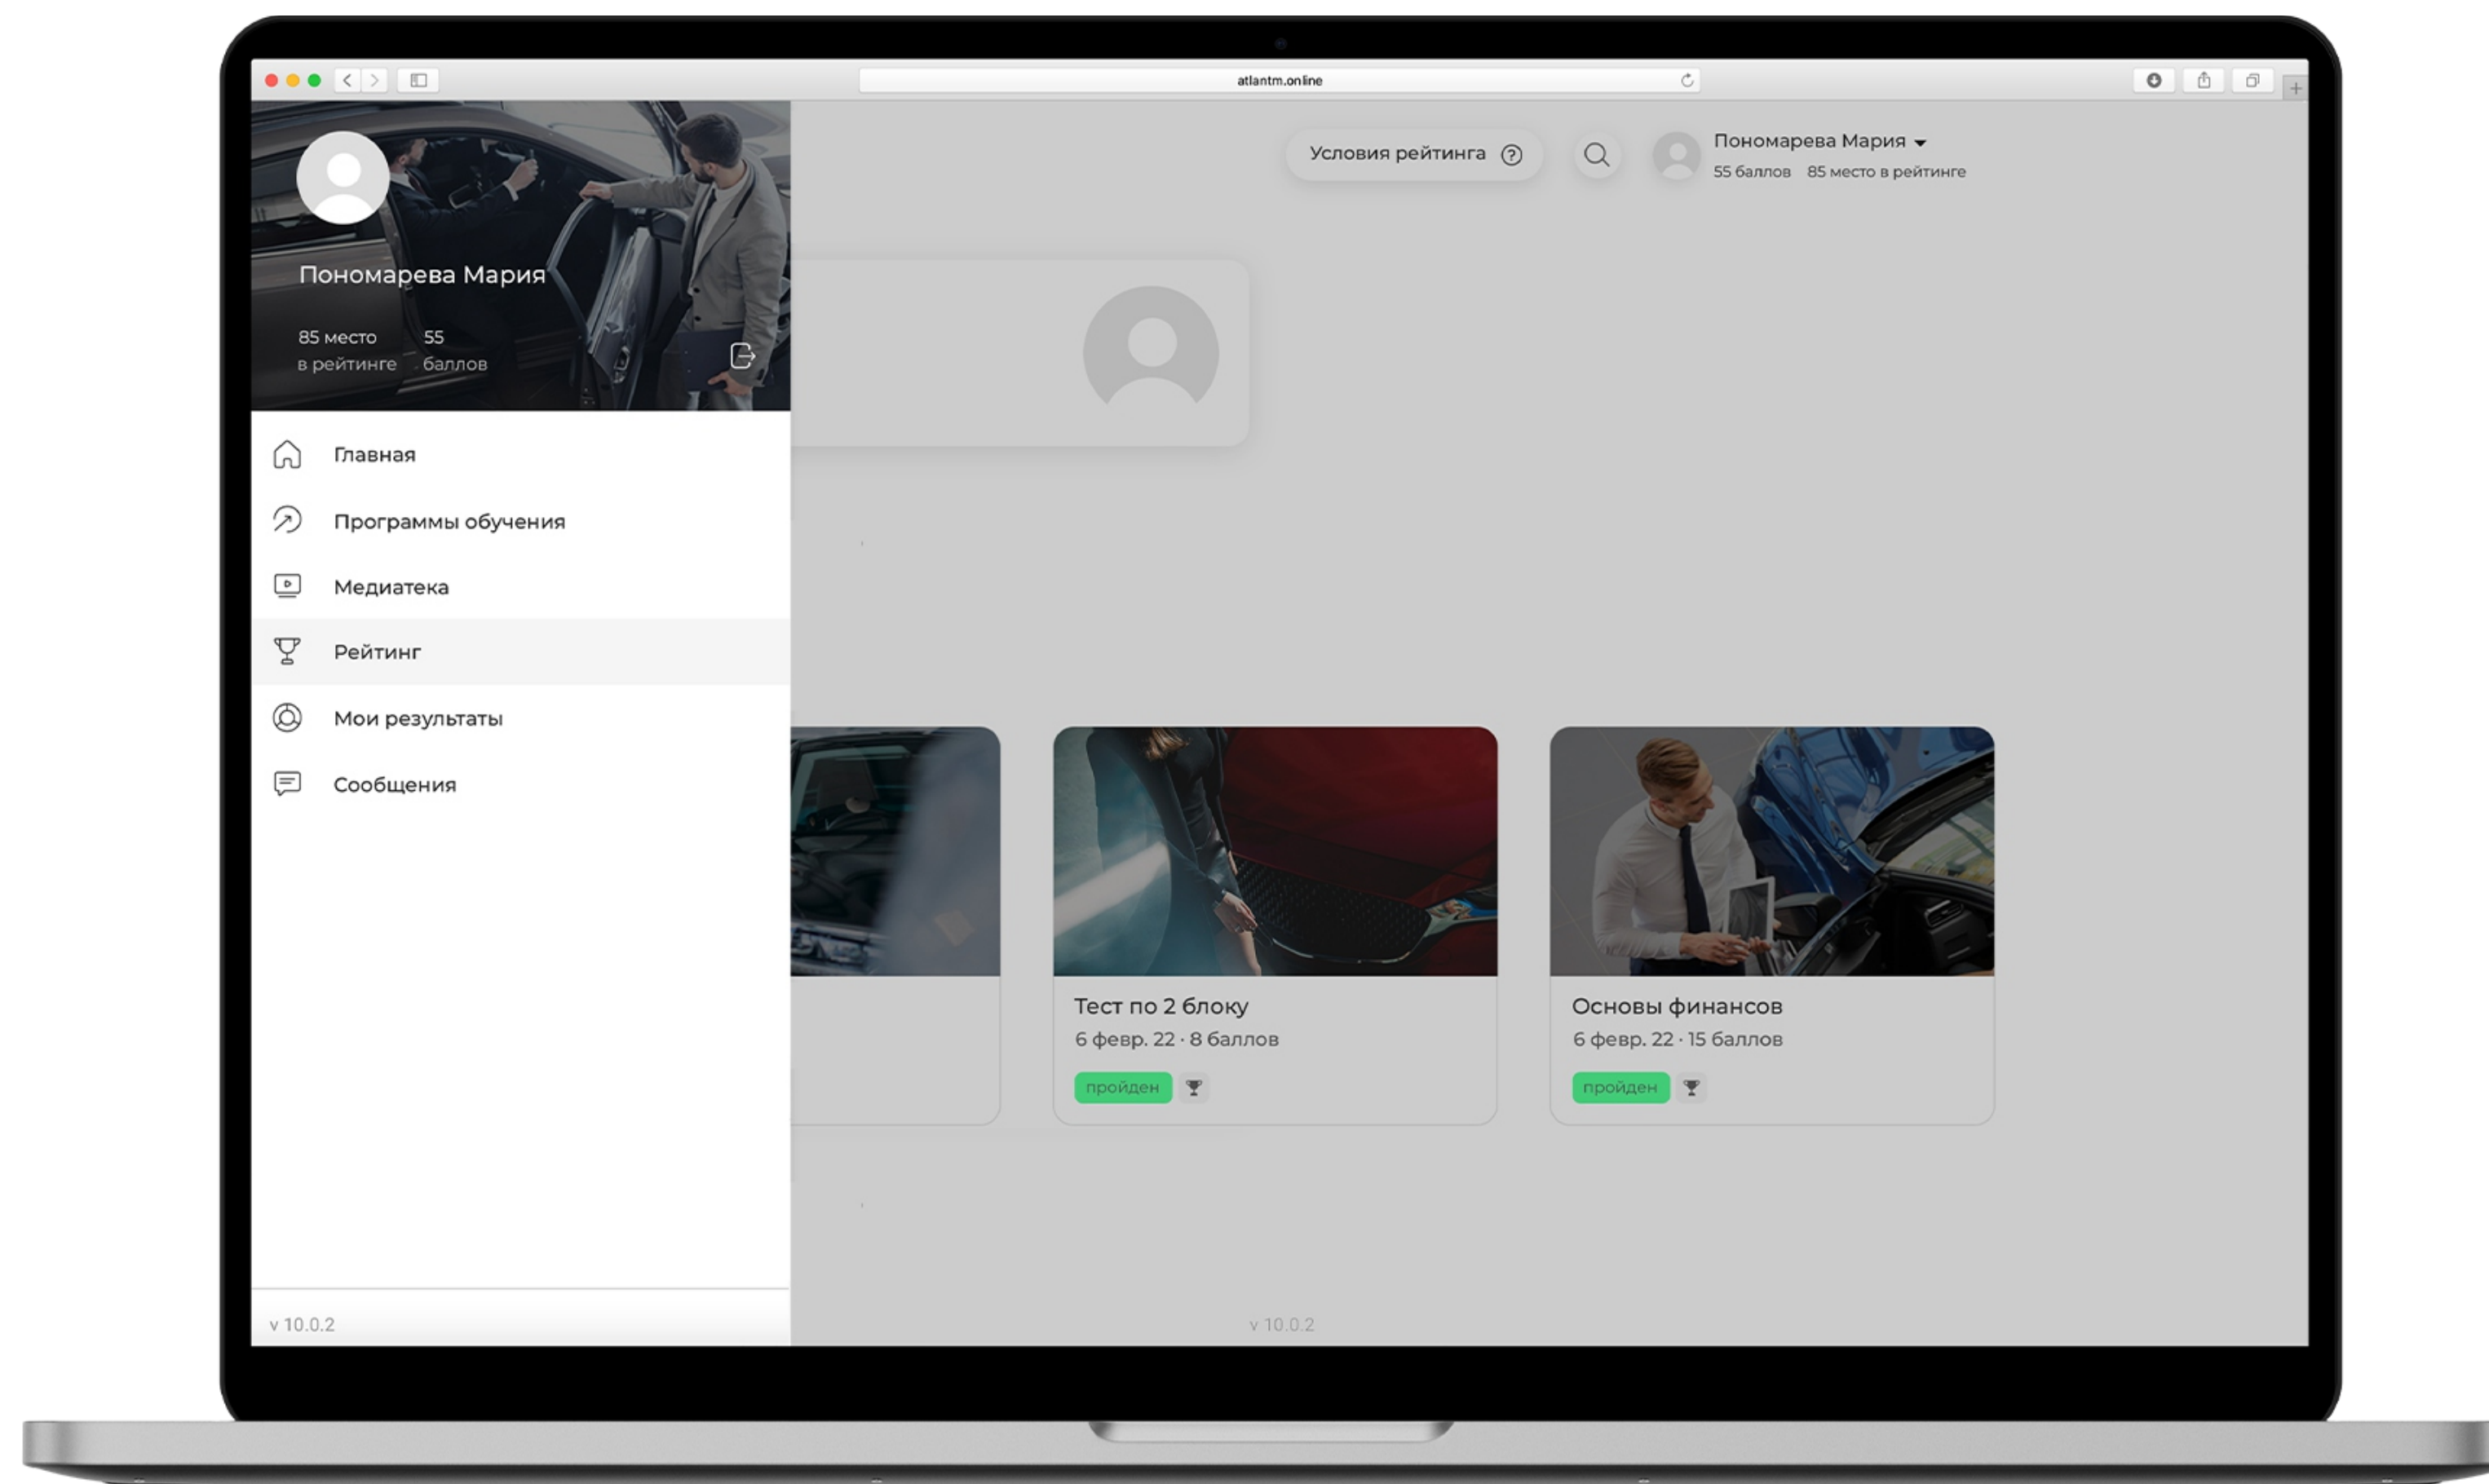 atlantm.online
Условия рейтинга
Пономарева Мария
55 баллов 85 место в рейтинге
Пономарева Мария
85 место 55
в рейтинге баллов
Главная
Программы обучения
Медиатека
Рейтинг
Мои результаты
Сообщения
Тест по 2 блоку
6 февр. 22 · 8 баллов
пройден
Основы финансов
6 февр. 22 · 15 баллов
пройден
v 10.0.2
v 10.0.2